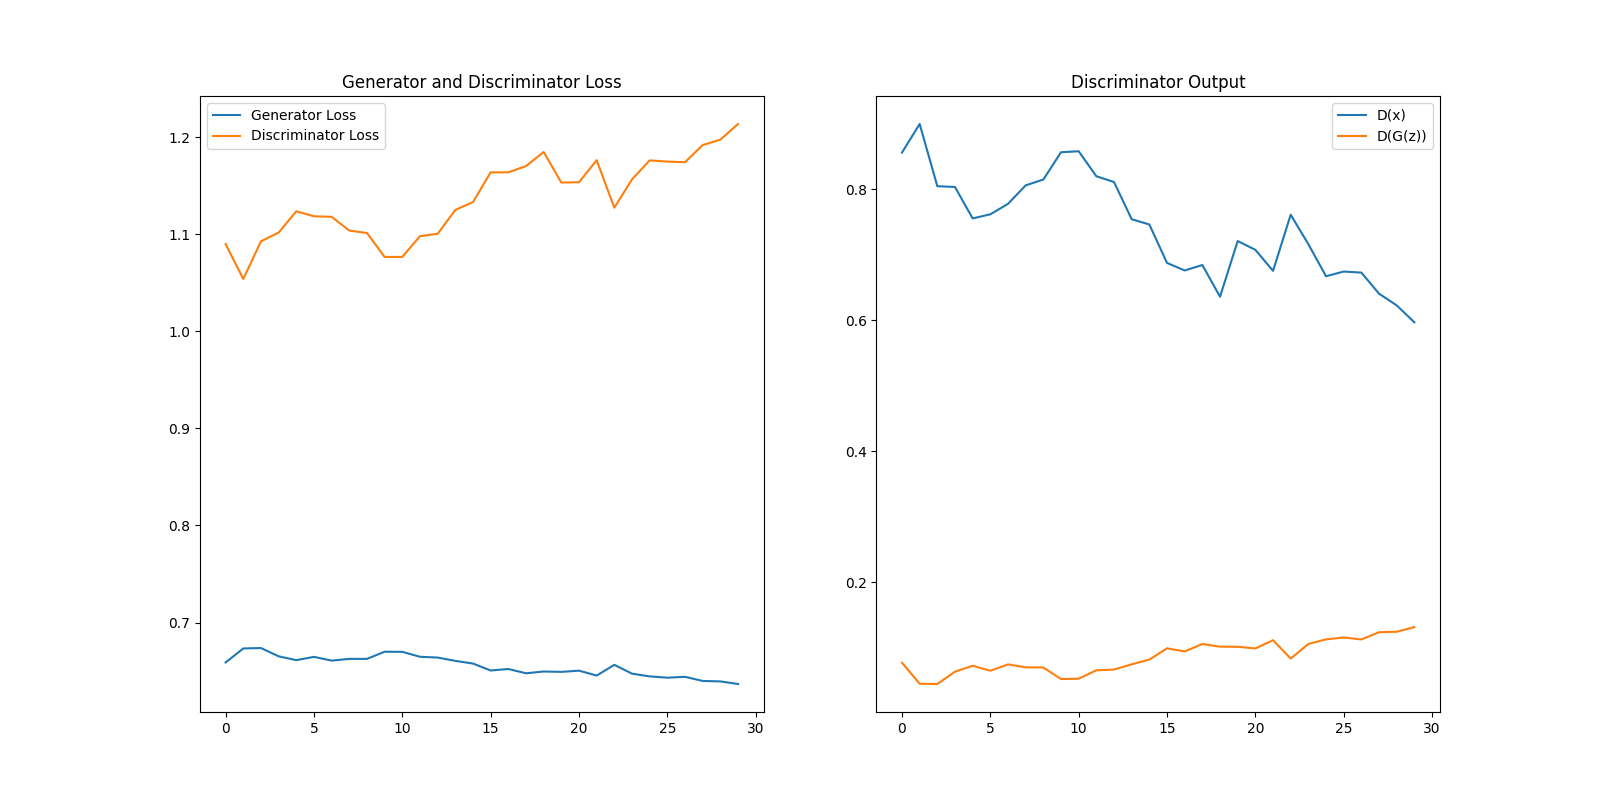 Generator and Discriminator Loss
Generator Loss
Discriminator Loss
1.2
1.1
1.0
0.9
0.8
0.7
0 5 10 15 20 25 30
Discriminator Output
D(x)
D(G(z))
0.8
0.6
0.4
0.2
0 5 10 15 20 25 30